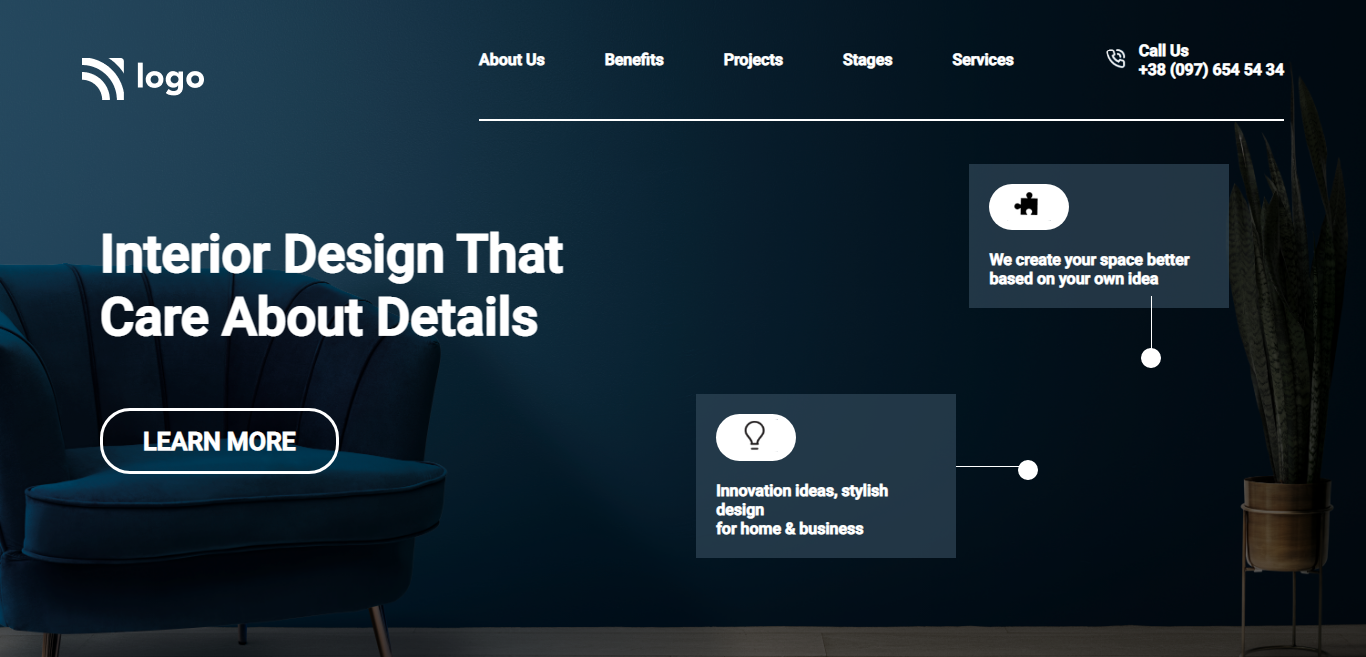 logo
About Us
Benefits
Projects
Stages
Services
Call Us
+38 (097) 654 54 34
Interior Design That
Care About Details
LEARN MORE
We create your space better
based on your own idea
Innovation ideas, stylish
design
for home & business